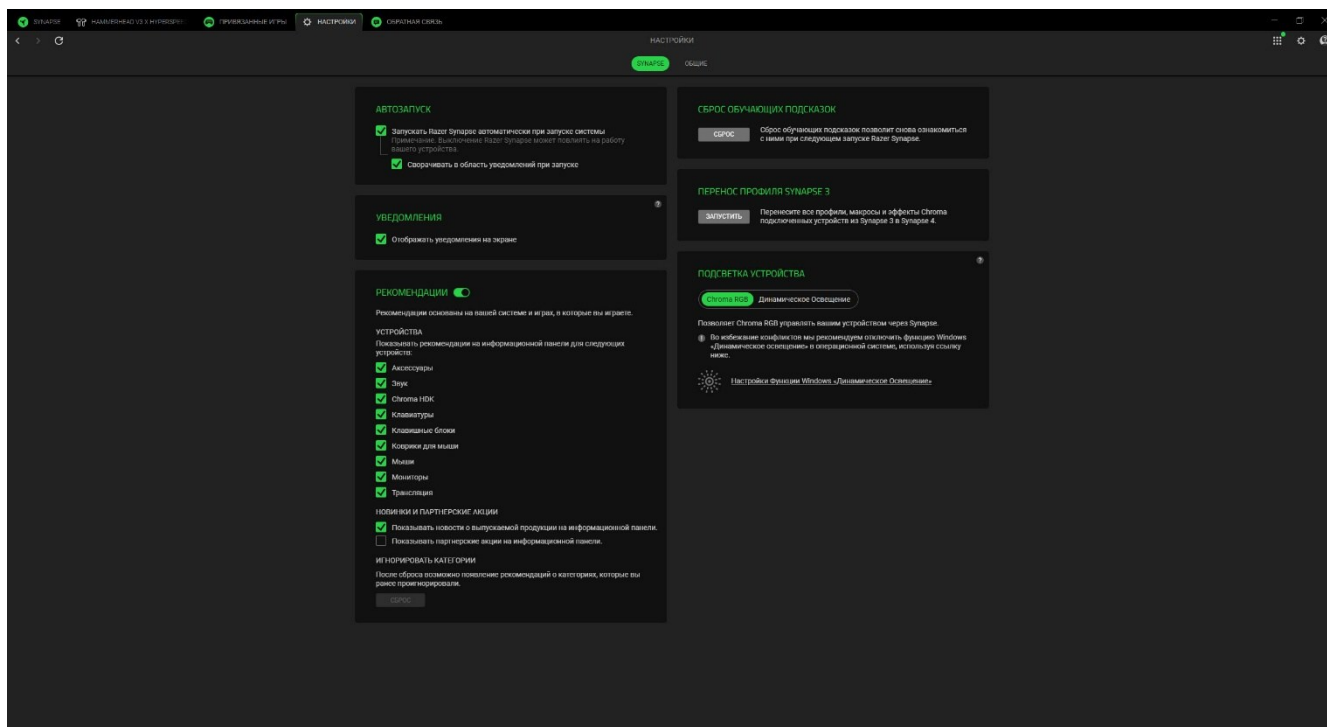 SYNAPSE
HAMMERHEAD V3 X HYPERSPE
ПРИВЯЗАННЫЕ ИГРЫ
НАСТРОЙКИ
ОБРАТНАЯ СВЯЗЬ
НАСТРОЙКИ
SYNAPSE
ОБЩИЕ
АВТОЗАПУСК
Запускать Razer Synapse автоматически при запуске системы
Примечание. Выключение Razer Synapse может повлиять на работу
вашего устройства.
Сворачивать в область уведомлений при запуске
УВЕДОМЛЕНИЯ
Отображать уведомления на экране
РЕКОМЕНДАЦИИ
Рекомендации основаны на вашей системе и играх, в которые вы играете.
УСТРОЙСТВА
Показывать рекомендации на информационной панели для следующих
устройств:
Аксессуары
Звук
Chroma HDK
Клавиатуры
Клавишные блоки
Коврики для мыши
Мыши
Мониторы
Трансляция
НОВИНКИ И ПАРТНЕРСКИЕ АКЦИИ
Показывать новости о выпускаемой продукции на информационной панели.
Показывать партнерские акции на информационной панели.
ИГНОРИРОВАТЬ КАТЕГОРИИ
После сброса возможно появление рекомендаций о категориях, которые вы
ранее проигнорировали.
СБРОС
СБРОС ОБУЧАЮЩИХ ПОДСКАЗОК
СБРОС
Сброс обучающих подсказок позволит снова ознакомиться
с ними при следующем запуске Razer Synapse.
ПЕРЕНОС ПРОФИЛЯ SYNAPSE 3
ЗАПУСТИТЬ
Перенесите все профили, макросы и эффекты Chroma
подключенных устройств из Synapse 3 в Synapse 4.
ПОДСВЕТКА УСТРОЙСТВА
Chroma RGB
Динамическое Освещение
Позволяет Chroma RGB управлять вашим устройством через Synapse.
Во избежание конфликтов мы рекомендуем отключить функцию Windows
«Динамическое освещение» в операционной системе, используя ссылку
ниже.
Настройки Функции Windows «Динамическое Освещение»